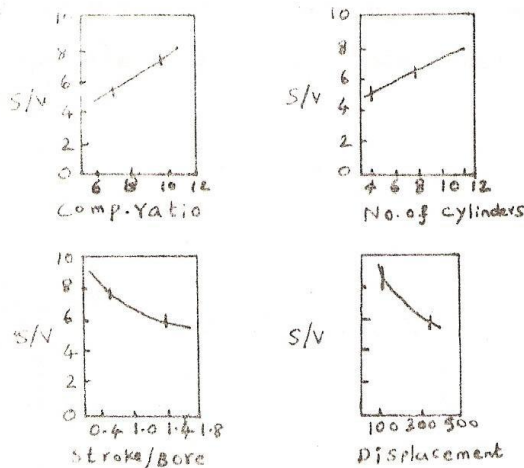 10
8
6
4
2
0
S/V
6 8 10 12
Comp.ratio
10
8
6
4
2
0
S/V
4 6 8 10 12
No.of cylinders
10
8
6
4
2
0
S/V
0.4 1.0 1.4 1.8
Stroke/Bore
S/V
100 300 500
Displacement